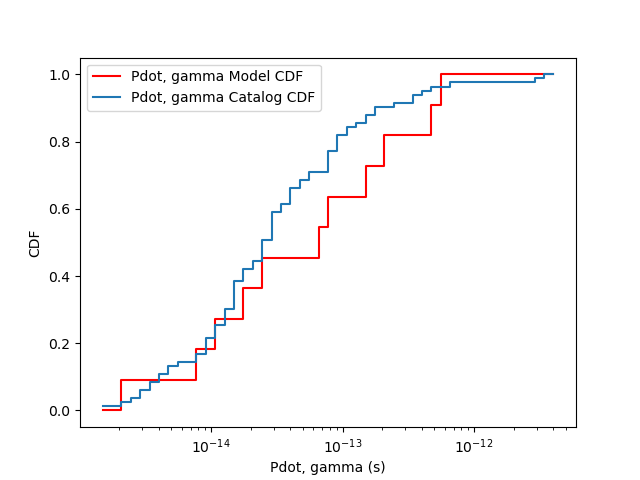 Pdot, gamma Model CDF
Pdot, gamma Catalog CDF
1.0
0.8
0.6
0.4
0.2
0.0
CDF
10⁻¹⁴
10⁻¹³
10⁻¹²
Pdot, gamma (s)